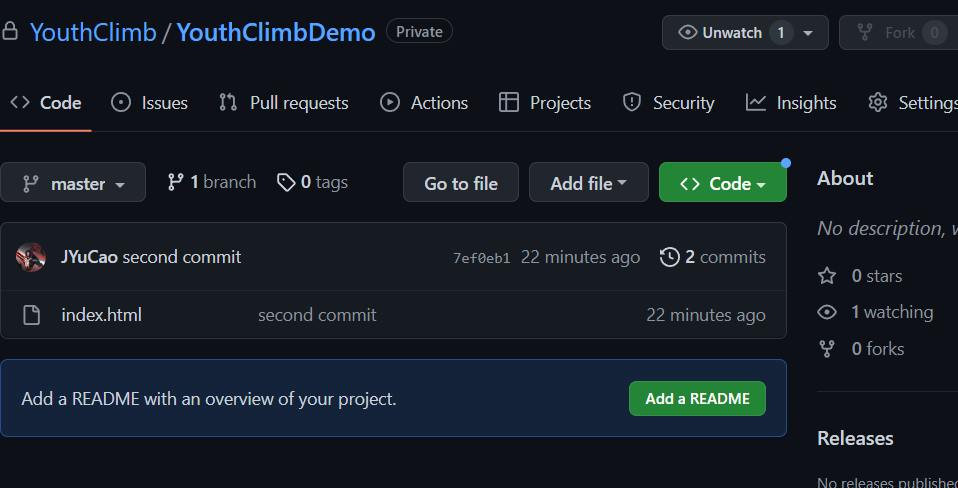 YouthClimb / YouthClimbDemo Private Unwatch 1 Fork 0
Code Issues Pull requests Actions Projects Security Insights Settings
master 1 branch 0 tags Go to file Add file Code
About
No description,
JYuCao second commit 7ef0eb1 22 minutes ago 2 commits
0 stars
index.html second commit 22 minutes ago
1 watching
0 forks
Add a README with an overview of your project. Add a README
Releases
No releases published